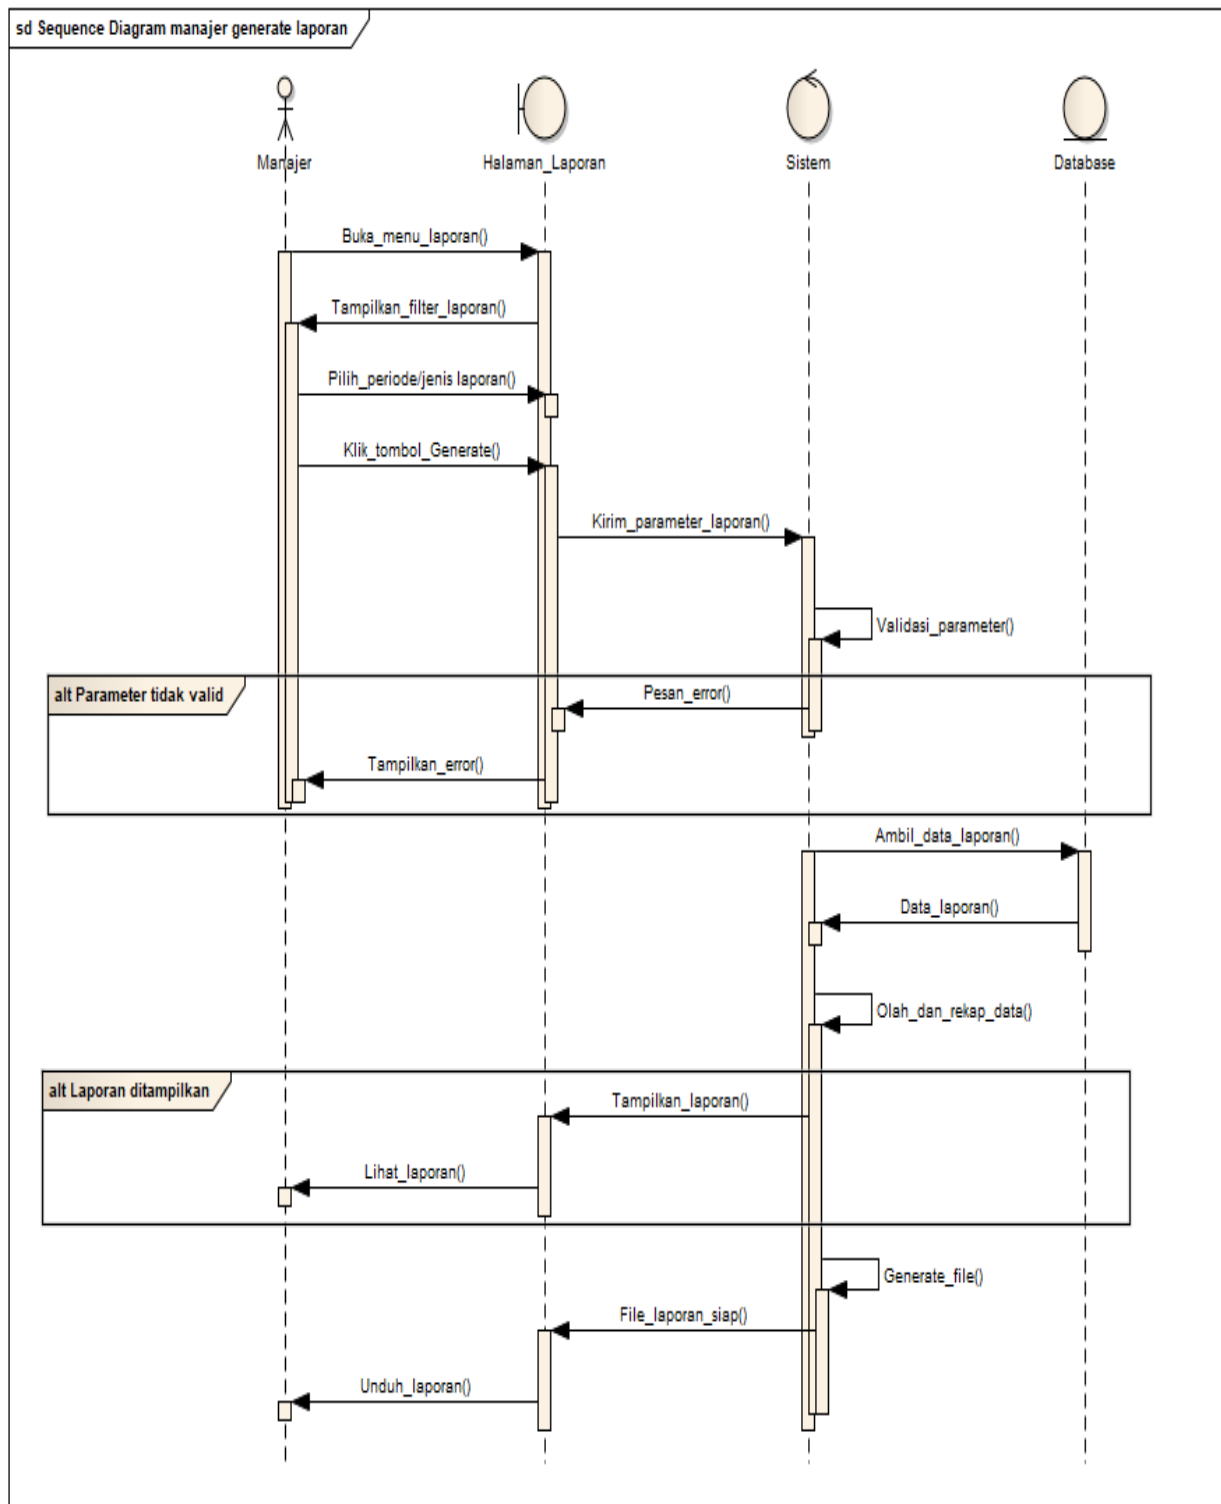 sd Sequence Diagram manajer generate laporan
Manajer
Halaman_Laporan
Sistem
Database
Buka_menu_laporan()
Tampilkan_filter_laporan()
Pilih_periode/jenis laporan()
Klik_tombol_Generate()
Kirim_parameter_laporan()
Validasi_parameter()
alt Parameter tidak valid
Pesan_error()
Tampilkan_error()
Ambil_data_laporan()
Data_laporan()
Olah_dan_rekap_data()
alt Laporan ditampilkan
Tampilkan_laporan()
Lihat_laporan()
Generate_file()
File_laporan_siap()
Unduh_laporan()